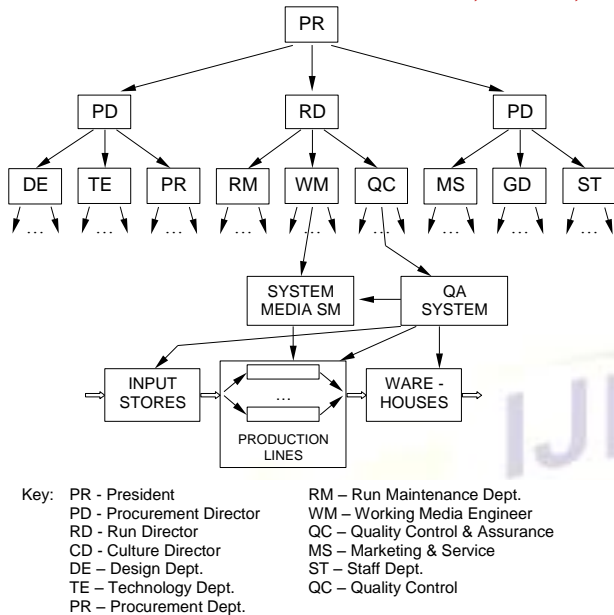 PR
PD RD PD
DE TE PR RM WM QC MS GD ST
... ... ... ... ... ... ... ... ...
SYSTEM
MEDIA SM
QA
SYSTEM
INPUT
STORES
...
PRODUCTION
LINES
WARE -
HOUSES
IJ
Key: PR - President
PD - Procurement Director
RD - Run Director
CD - Culture Director
DE – Design Dept.
TE – Technology Dept.
PR – Procurement Dept.
RM – Run Maintenance Dept.
WM – Working Media Engineer
QC – Quality Control & Assurance
MS – Marketing & Service
ST – Staff Dept.
QC – Quality Control